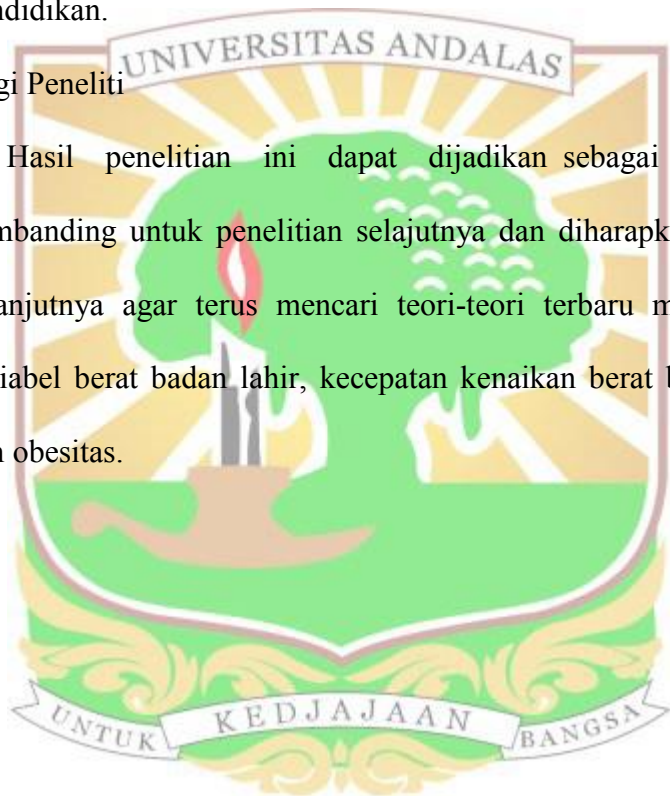 ndidikan.
UNIVERSITAS ANDALAS
gi Peneliti
Hasil penelitian ini dapat dijadikan sebagai
mbanding untuk penelitian selajutnya dan diharapk
anjutnya agar terus mencari teori-teori terbaru m
iabel berat badan lahir, kecepatan kenaikan berat b
n obesitas.
UNTUK KEDJAJAAN BANGSA